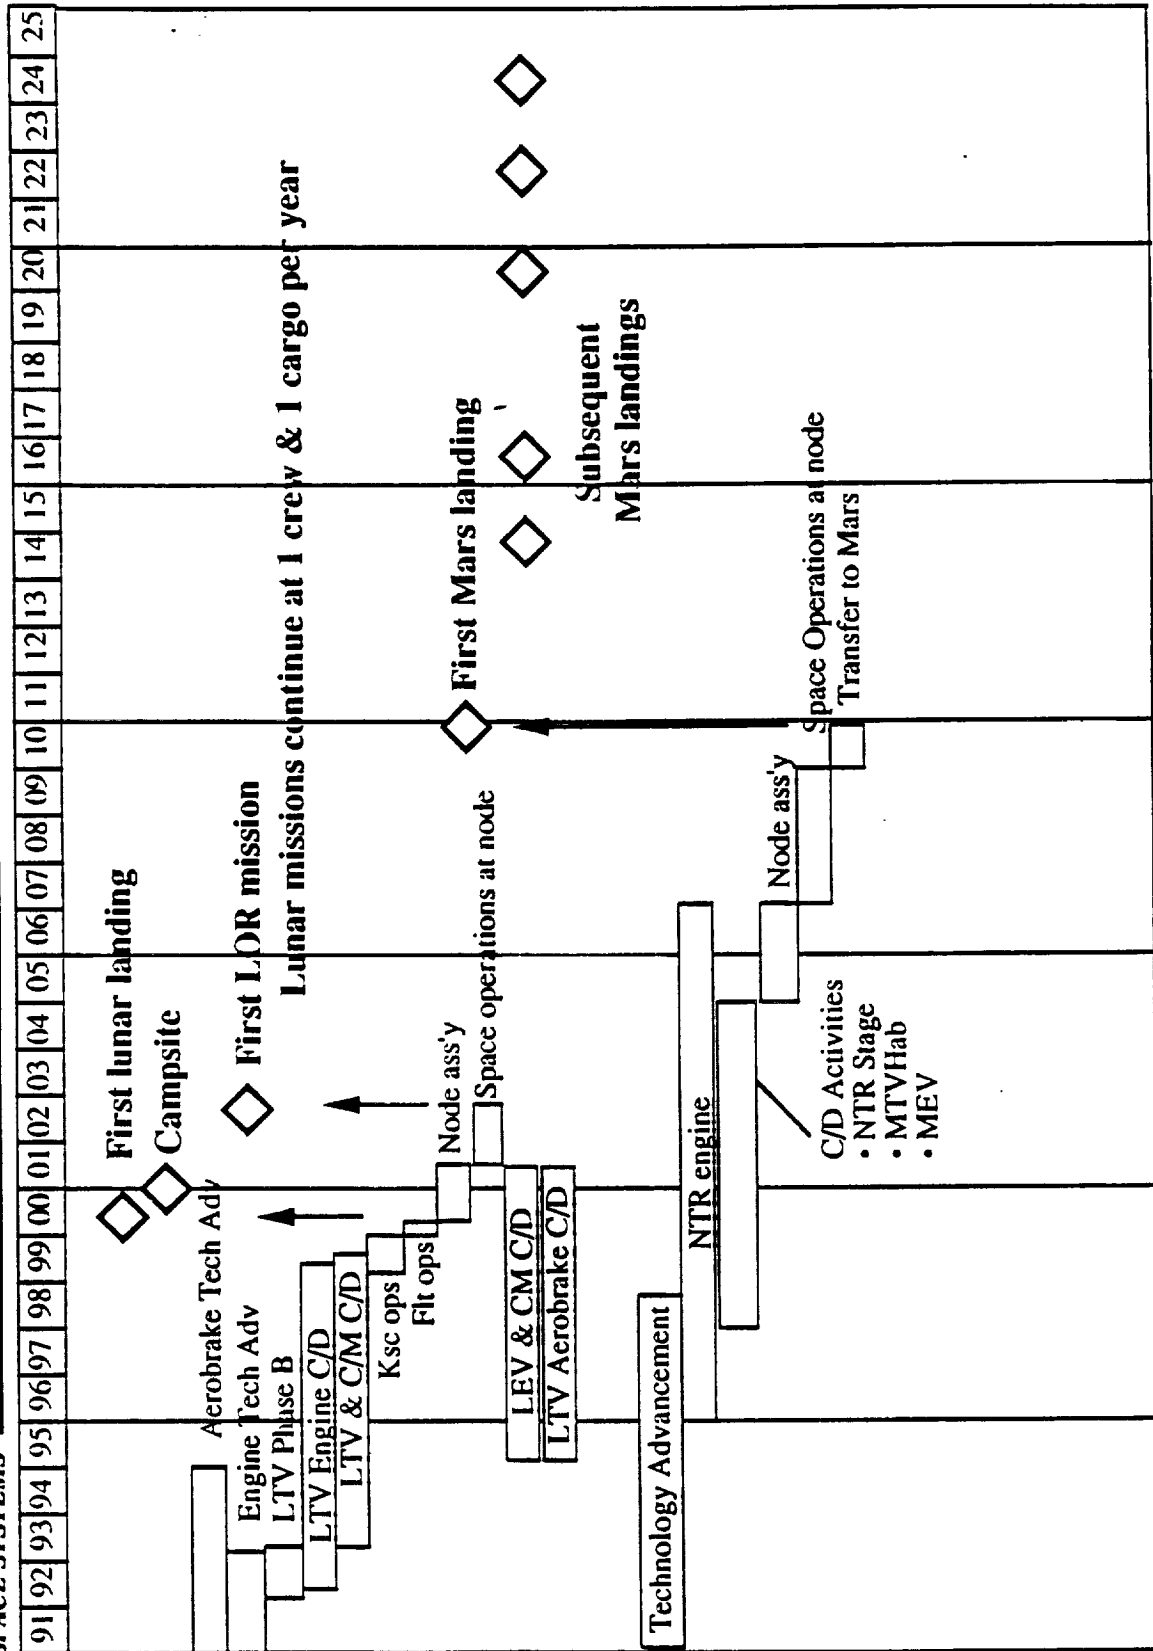 SPACE SYSTEMS
91 92 93 94 95 96 97 98 99 00 01 02 03 04 05 06 07 08 09 10 11 12 13 14 15 16 17 18 19 20 21 22 23 24 25
First lunar landing
Campsite
Aerobrake Tech Adv
First LOR mission
Engine Tech Adv
LTV Phase B
Lunar missions continue at 1 crew & 1 cargo per year
LTV Engine C/D
LTV & C/M C/D
Ksc ops
Flt ops
Node ass'y
First Mars landing
Space operations at node
LEV & CM C/D
LTV Aerobrake C/D
Subsequent
Mars landings
Technology Advancement
NTR engine
Node ass'y
Space Operations at node
Transfer to Mars
C/D Activities
• NTR Stage
• MTVHab
• MEV